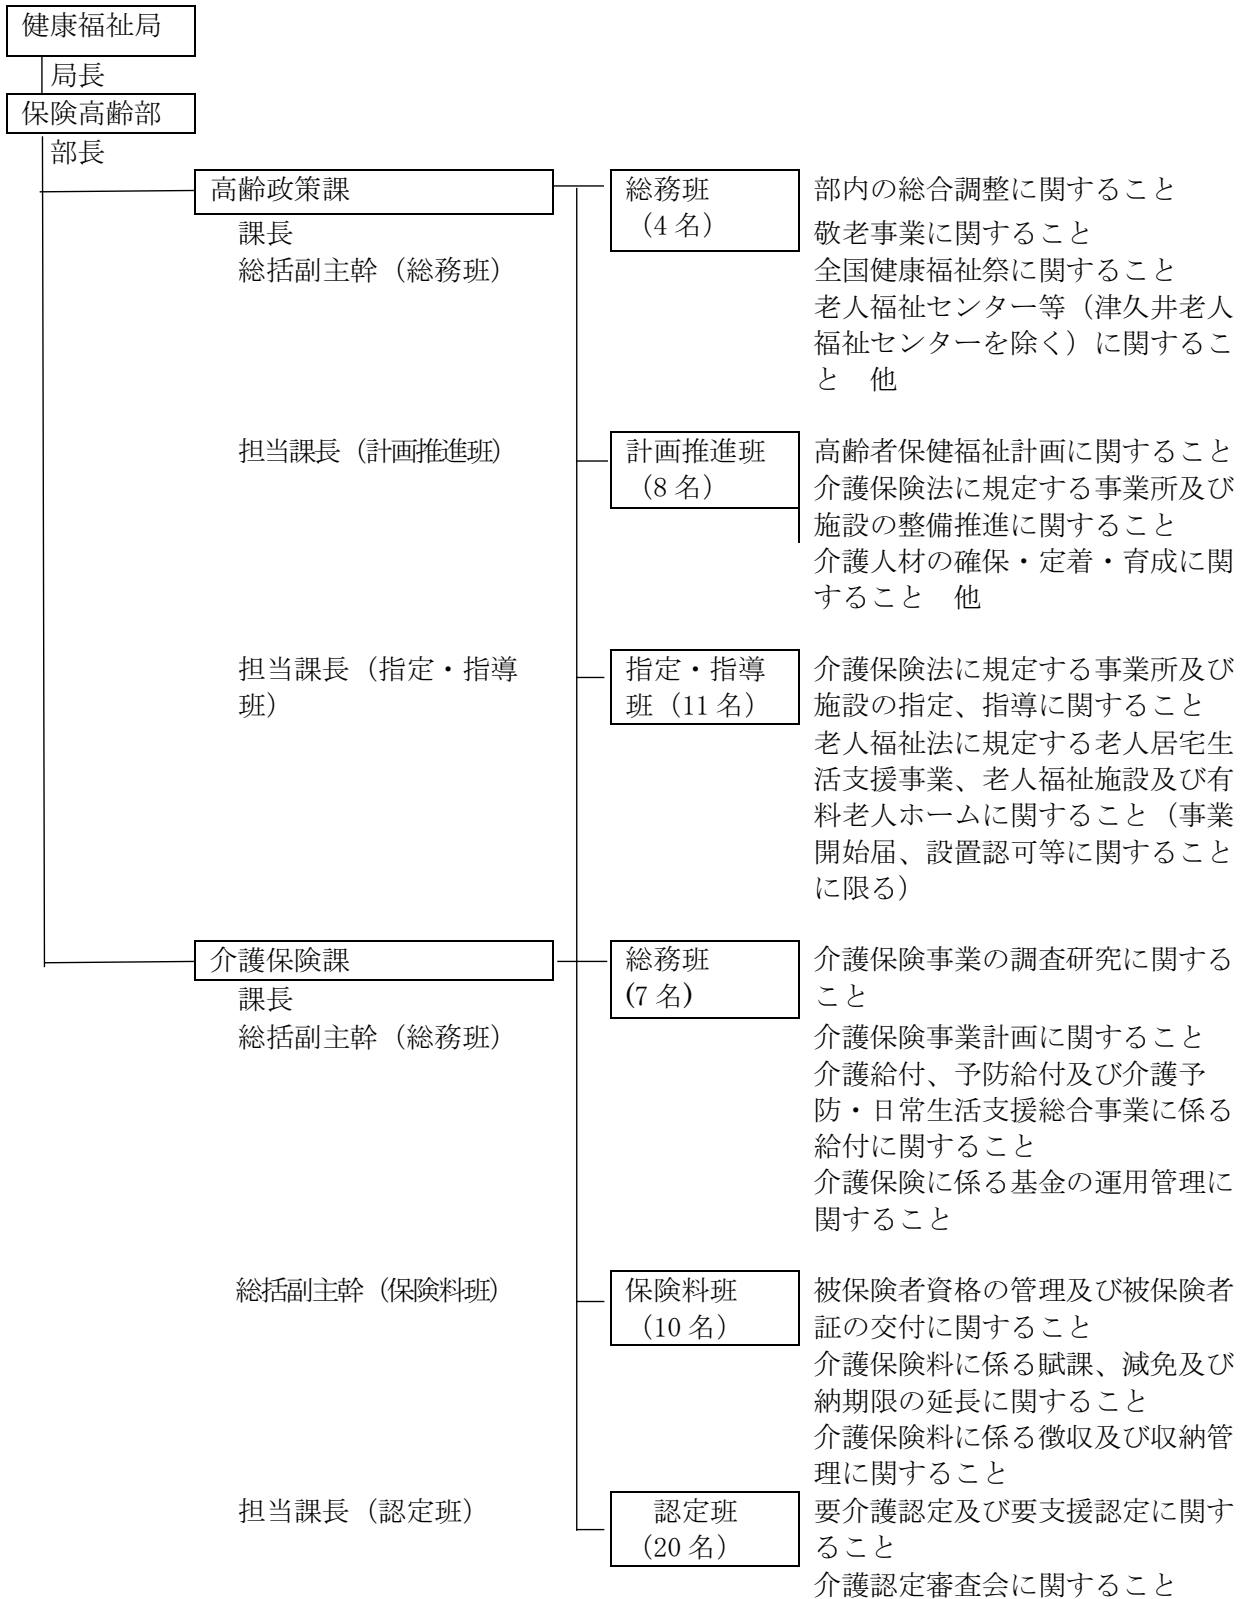 健康福祉局
局長
保険高齢部
部長
高齢政策課
課長
総括副主幹（総務班）
総務班
（4 名）
部内の総合調整に関すること
敬老事業に関すること
全国健康福祉祭に関すること
老人福祉センター等（津久井老人
福祉センターを除く）に関するこ
と　他
担当課長（計画推進班）
計画推進班
（8 名）
高齢者保健福祉計画に関すること
介護保険法に規定する事業所及び
施設の整備推進に関すること
介護人材の確保・定着・育成に関
すること　他
担当課長（指定・指導
班）
指定・指導
班（11 名）
介護保険法に規定する事業所及び
施設の指定、指導に関すること
老人福祉法に規定する老人居宅生
活支援事業、老人福祉施設及び有
料老人ホームに関すること（事業
開始届、設置認可等に関すること
に限る）
介護保険課
課長
総括副主幹（総務班）
総務班
(7 名)
介護保険事業の調査研究に関する
こと
介護保険事業計画に関すること
介護給付、予防給付及び介護予
防・日常生活支援総合事業に係る
給付に関すること
介護保険に係る基金の運用管理に
関すること
総括副主幹（保険料班）
保険料班
（10 名）
被保険者資格の管理及び被保険者
証の交付に関すること
介護保険料に係る賦課、減免及び
納期限の延長に関すること
介護保険料に係る徴収及び収納管
理に関すること
担当課長（認定班）
認定班
（20 名）
要介護認定及び要支援認定に関す
ること
介護認定審査会に関すること